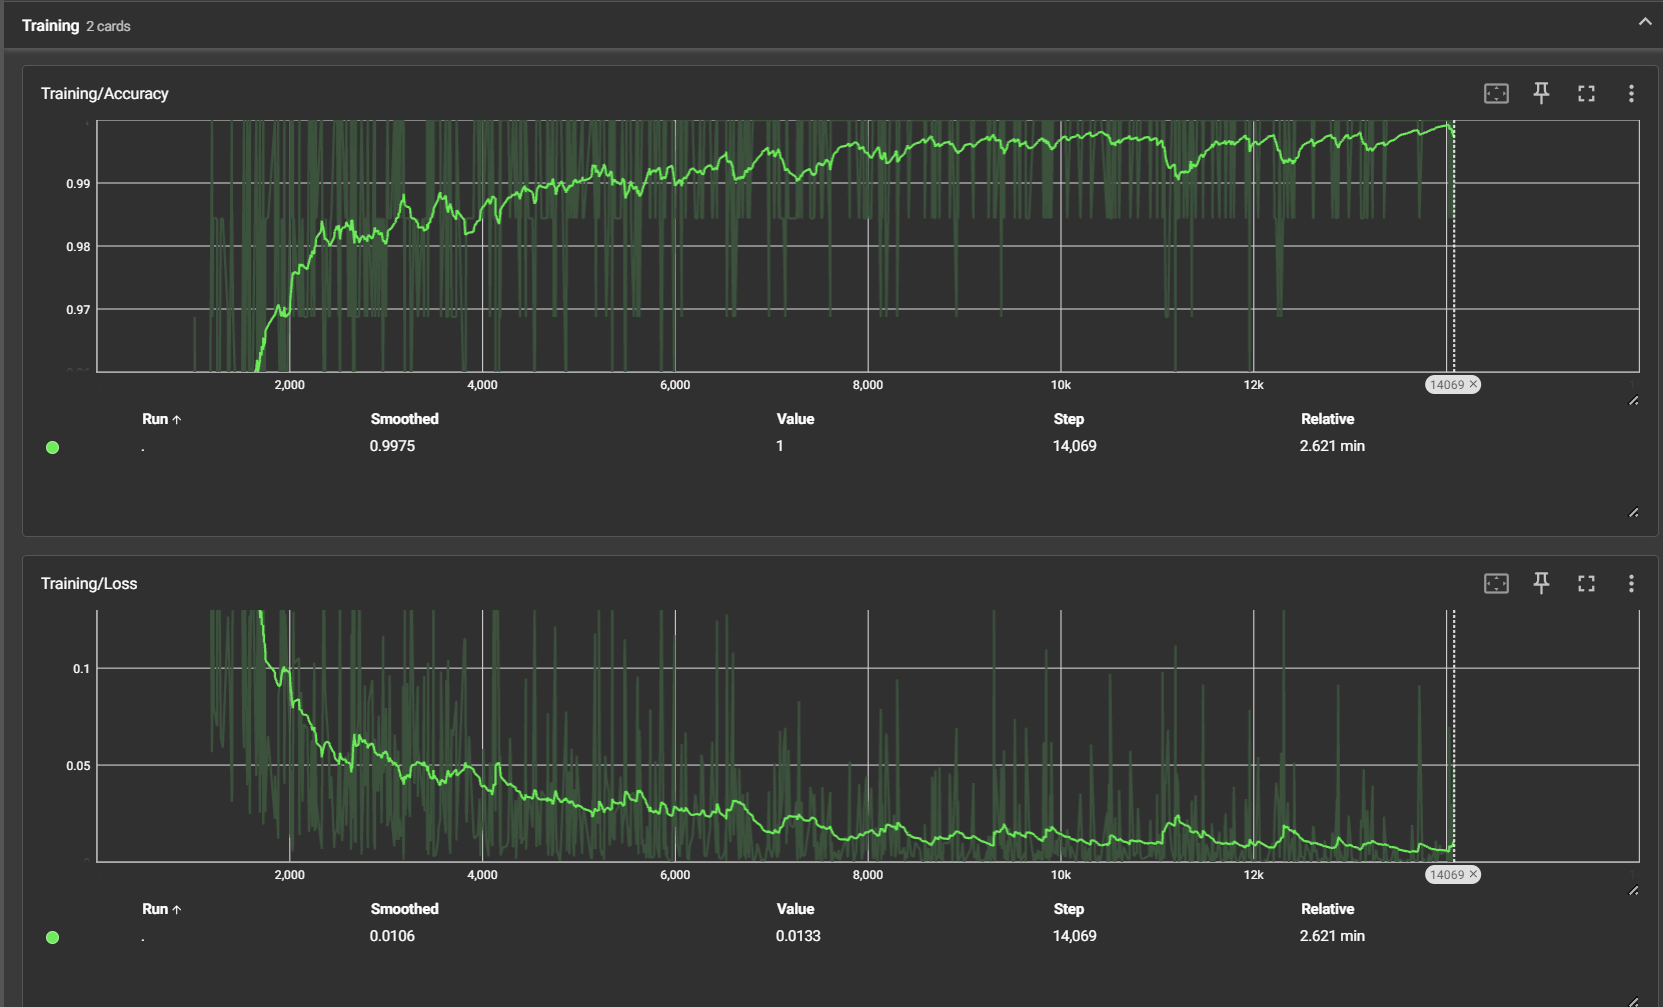 Training 2 cards
Training/Accuracy
0.99
0.98
0.97
2,000 4,000 6,000 8,000 10k 12k 14069 ×
Run ↑ Smoothed Value Step Relative
. 0.9975 1 14,069 2.621 min
Training/Loss
0.1
0.05
2,000 4,000 6,000 8,000 10k 12k 14069 ×
Run ↑ Smoothed Value Step Relative
. 0.0106 0.0133 14,069 2.621 min